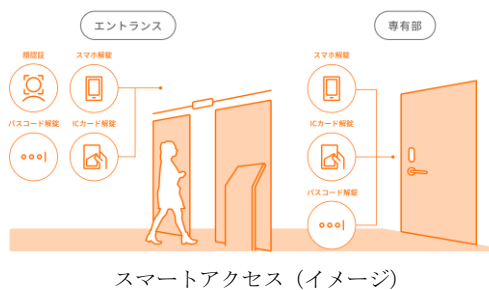 エントランス
専有部
顔認証
スマホ解錠
パスコード解錠
ICカード解錠
スマホ解錠
ICカード解錠
パスコード解錠
スマートアクセス（イメージ）